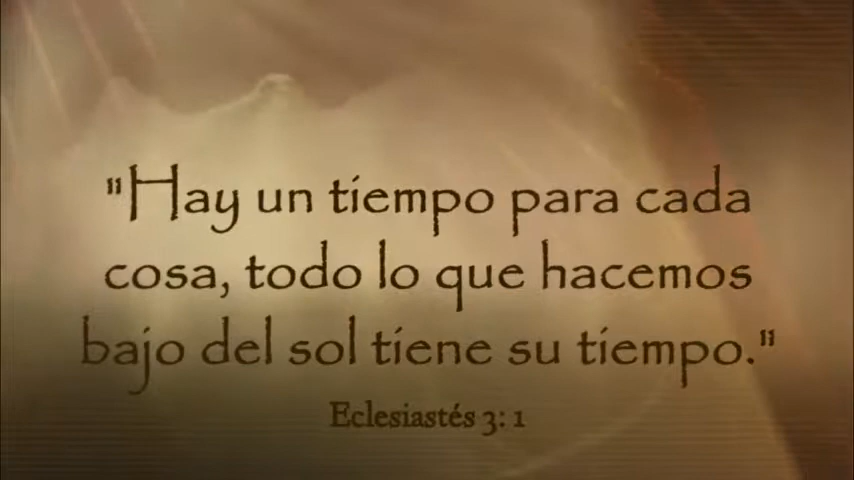 "Hay un tiempo para cada
cosa, todo lo que hacemos
bajo del sol tiene su tiempo."
Eclesiastés 3: 1